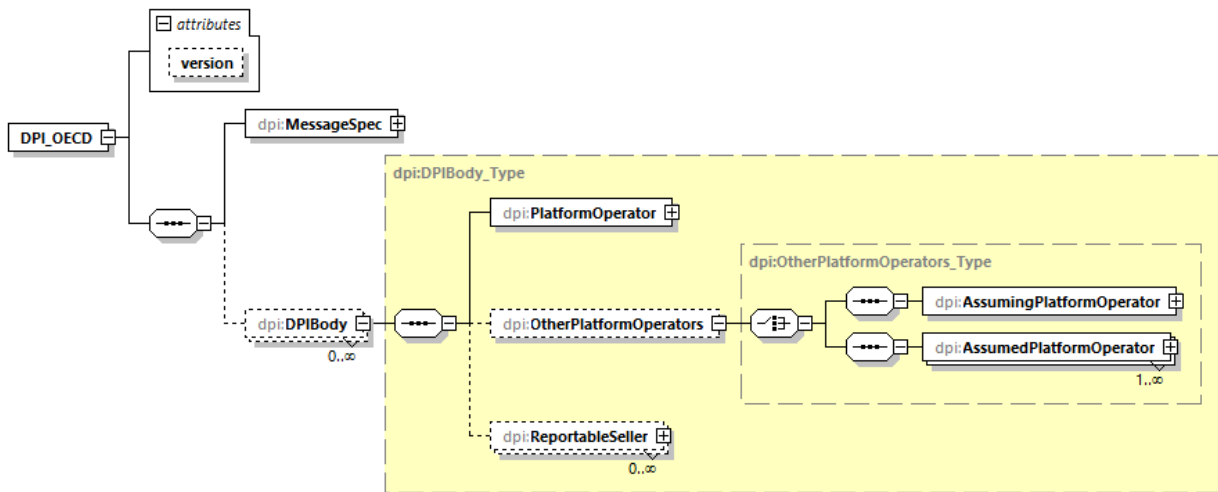 attributes
version
DPI_OECD
dpi:MessageSpec
dpi:DPIBody_Type
dpi:PlatformOperator
dpi:OtherPlatformOperators_Type
dpi:AssumingPlatformOperator
dpi:DPIBody
dpi:OtherPlatformOperators
dpi:AssumedPlatformOperator
0..∞
1..∞
dpi:ReportableSeller
0..∞